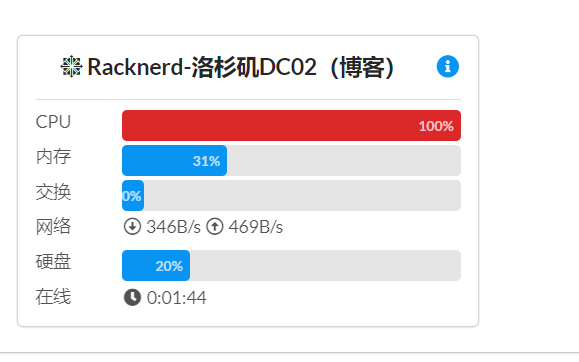 Racknerd-洛杉矶DC02（博客）
CPU 100%
内存 31%
交换 0%
网络 346B/s 469B/s
硬盘 20%
在线 0:01:44